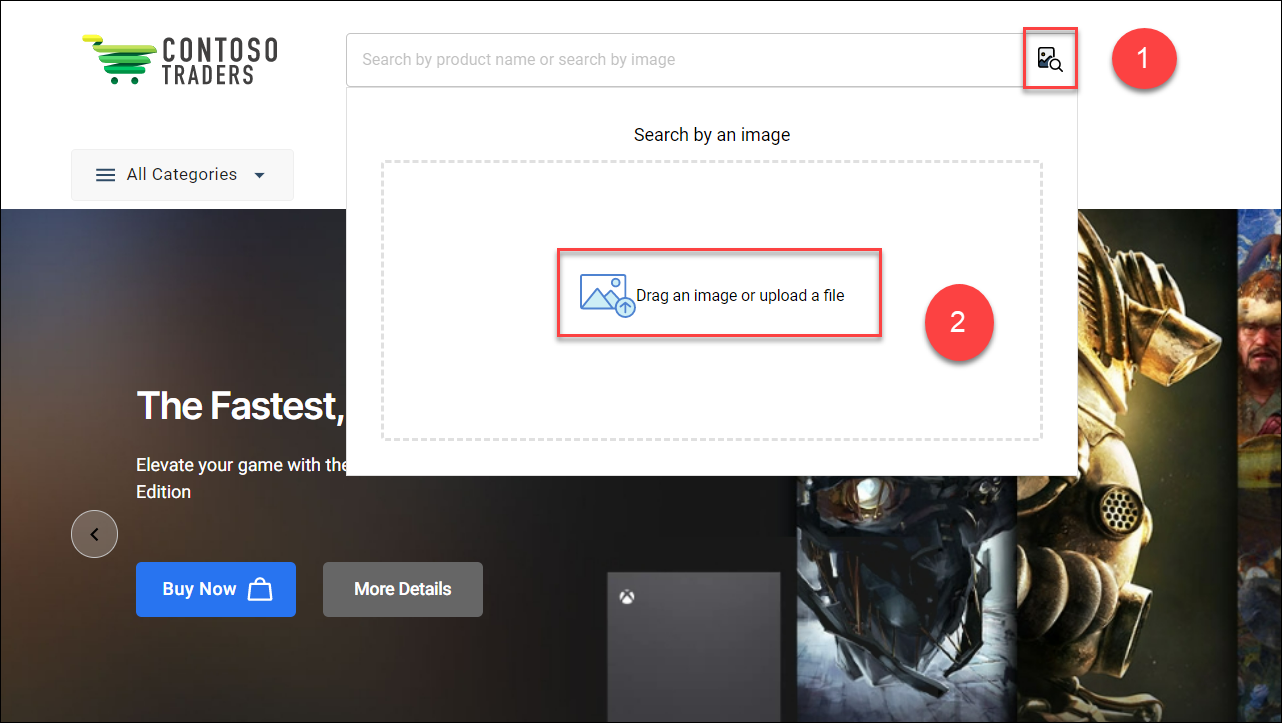 CONTOSO
TRADERS
Search by product name or search by image
1
Search by an image
All Categories
Drag an image or upload a file
2
The Fastest,
Elevate your game with the
Edition
Buy Now
More Details